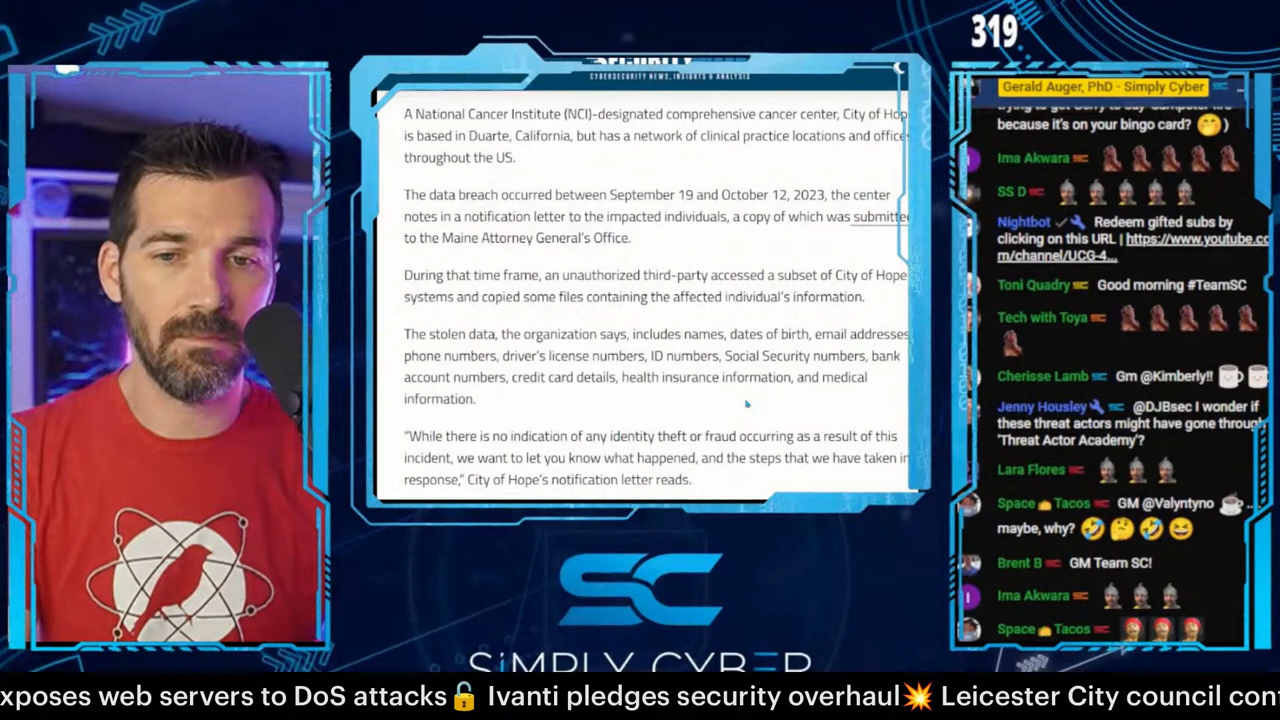 319
SECURITY
CYBERSECURITY NEWS, INSIGHTS & ANALYSIS
A National Cancer Institute (NCI)-designated comprehensive cancer center, City of Hop
is based in Duarte, California, but has a network of clinical practice locations and offices
throughout the US.
The data breach occurred between September 19 and October 12, 2023, the center
notes in a notification letter to the impacted individuals, a copy of which was submitte
to the Maine Attorney General's Office.
During that time frame, an unauthorized third-party accessed a subset of City of Hope
systems and copied some files containing the affected individual's information.
The stolen data, the organization says, includes names, dates of birth, email addresses
phone numbers, driver's license numbers, ID numbers, Social Security numbers, bank
account numbers, credit card details, health insurance information, and medical
information.
"While there is no indication of any identity theft or fraud occurring as a result of this
incident, we want to let you know what happened, and the steps that we have taken in
response," City of Hope's notification letter reads.
Gerald Auger, PhD - Simply Cyber
because it's on your bingo card? )
Ima Akwara
SS D
Nightbot Redeem gifted subs by
clicking on this URL | https://www.youtube.co
m/channel/UCG-4...
Toni Quadry Good morning #TeamSC
Tech with Toya
Cherisse Lamb Gm @Kimberly!!
Jenny Housley @DJBsec I wonder if
these threat actors might have gone through
'Threat Actor Academy'?
Lara Flores
Space Tacos GM @Valyntyno ...
maybe, why?
Brent B GM Team SC!
Ima Akwara
Space Tacos
SC
SiMPLY CYBER
xposes web servers to DoS attacks🔓 Ivanti pledges security overhaul💥 Leicester City council con